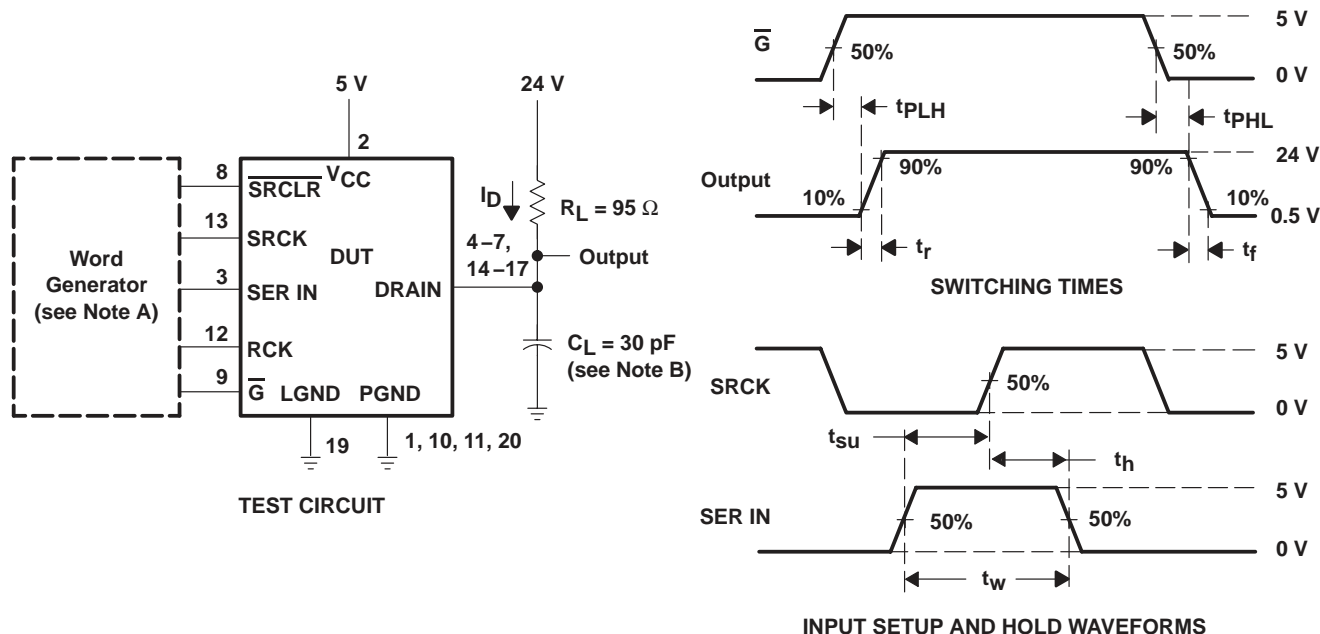 5 V
24 V
2
Word
Generator
(see Note A)
8
13
3
12
9
SRCLR
VCC
SRCK
DUT
SER IN
DRAIN
RCK
G
LGND
PGND
19
1, 10, 11, 20
ID
RL = 95 Ω
4–7,
14–17
Output
CL = 30 pF
(see Note B)
TEST CIRCUIT
G
50%
50%
5 V
0 V
tPLH
tPHL
Output
10%
90%
90%
10%
24 V
0.5 V
tr
tf
SWITCHING TIMES
SRCK
50%
5 V
0 V
tsu
th
SER IN
50%
50%
5 V
0 V
tw
INPUT SETUP AND HOLD WAVEFORMS